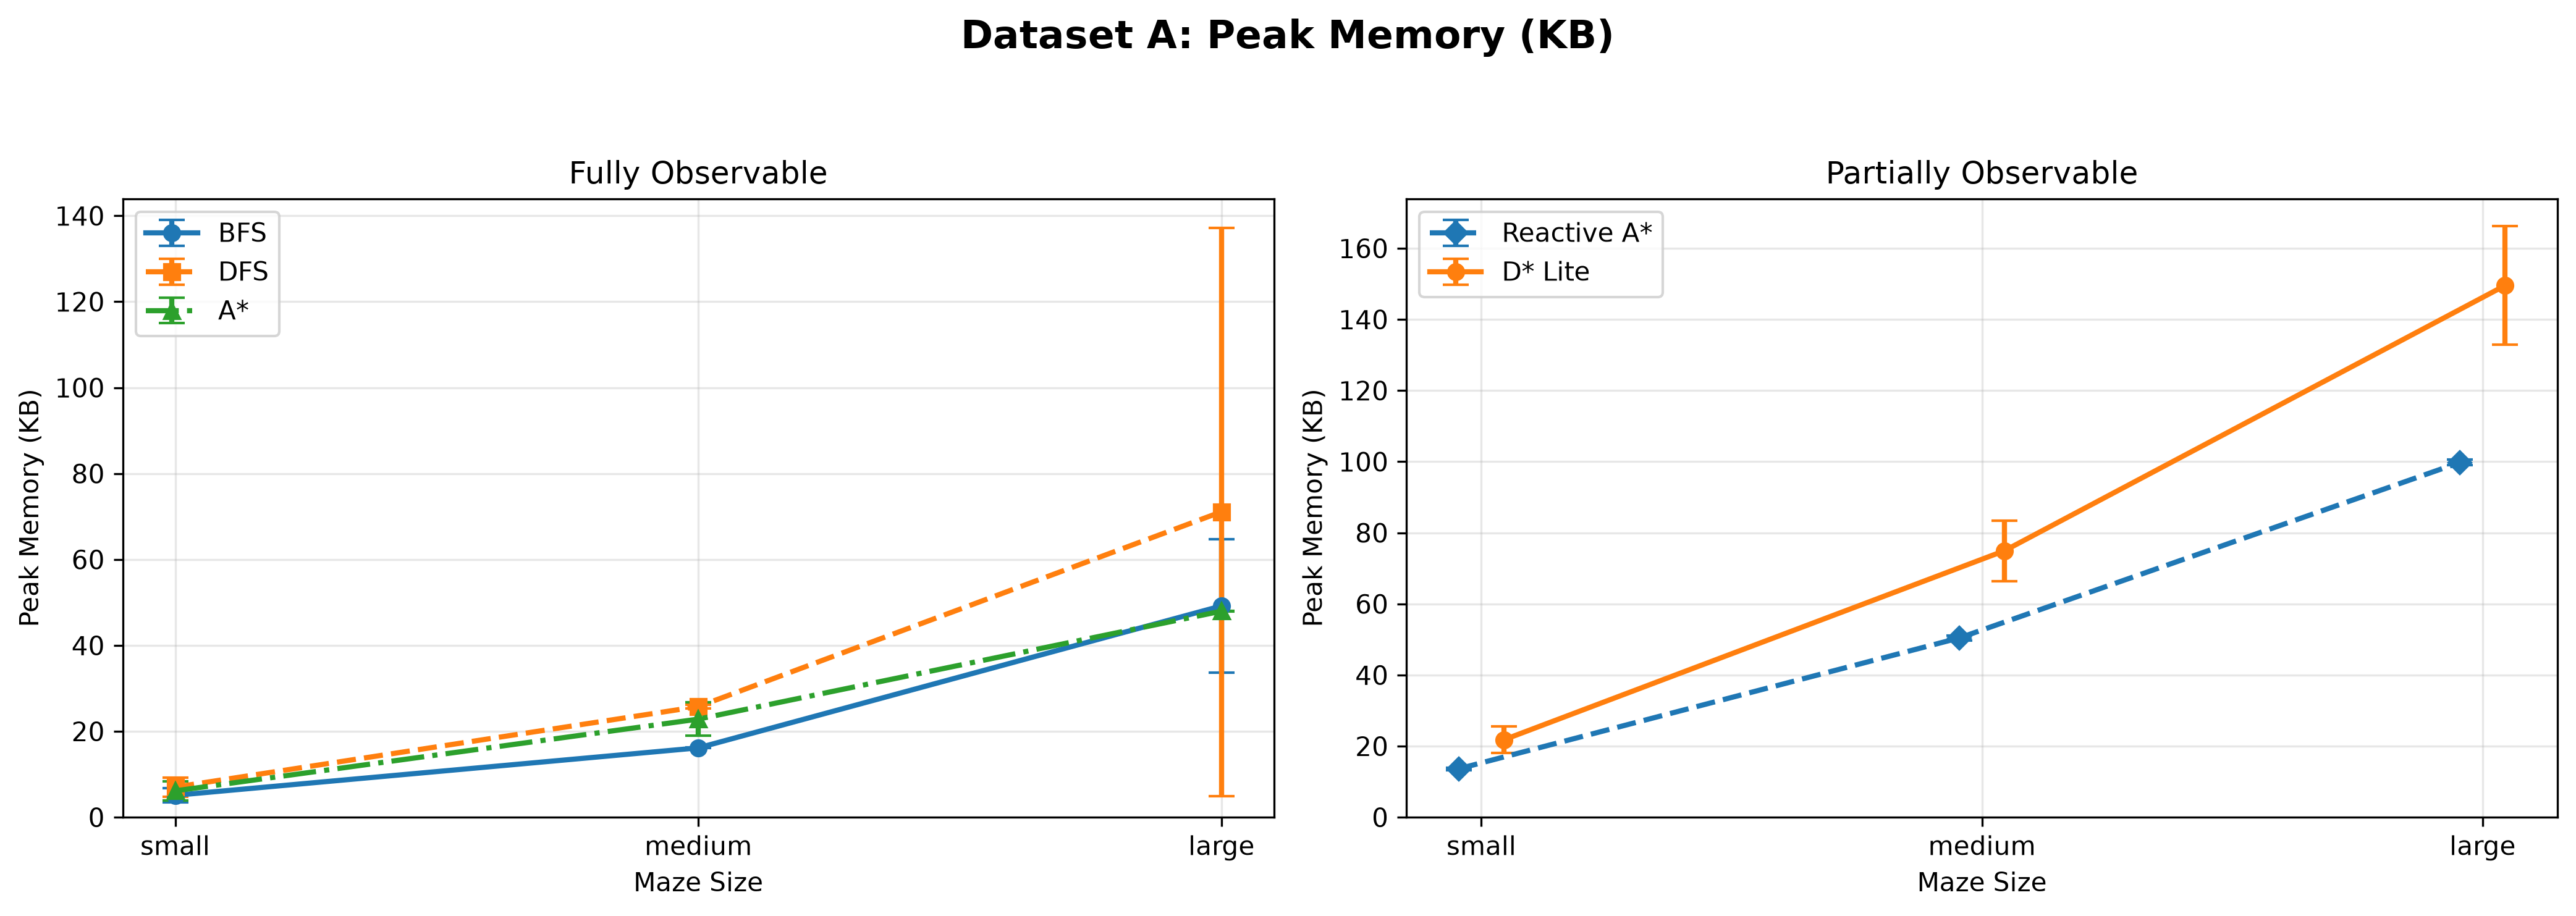 Dataset A: Peak Memory (KB)
Fully Observable
BFS
DFS
A*
140
120
100
80
60
40
20
0
Peak Memory (KB)
small
medium
large
Maze Size
Partially Observable
Reactive A*
D* Lite
160
140
120
100
80
60
40
20
0
Peak Memory (KB)
small
medium
large
Maze Size